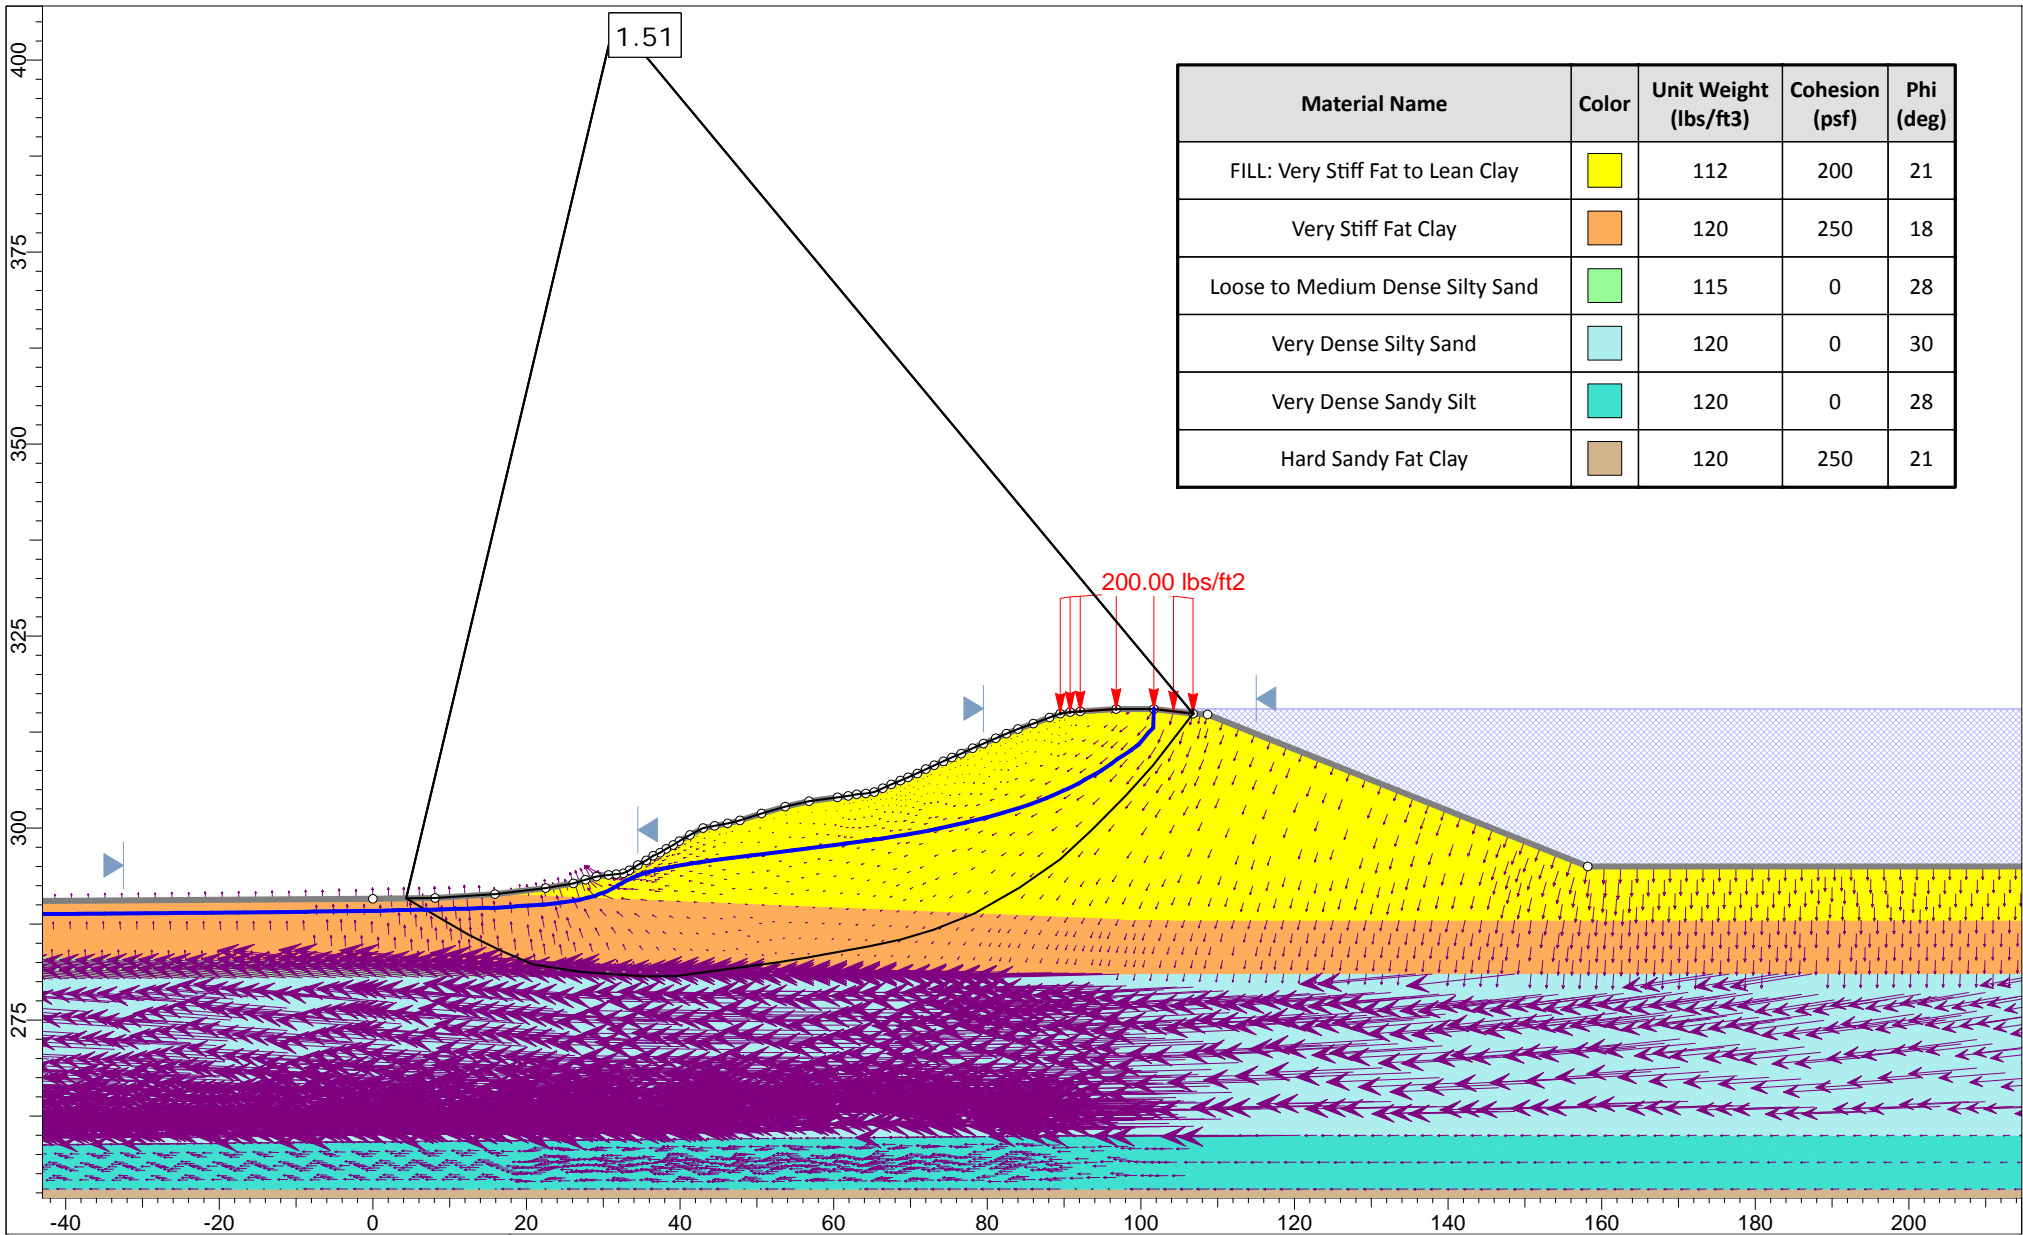 1.51
Material Name Color Unit Weight (lbs/ft3) Cohesion (psf) Phi (deg)
FILL: Very Stiff Fat to Lean Clay 112 200 21
Very Stiff Fat Clay 120 250 18
Loose to Medium Dense Silty Sand 115 0 28
Very Dense Silty Sand 120 0 30
Very Dense Sandy Silt 120 0 28
Hard Sandy Fat Clay 120 250 21
200.00 lbs/ft2
400
375
350
325
300
275
-40 -20 0 20 40 60 80 100 120 140 160 180 200